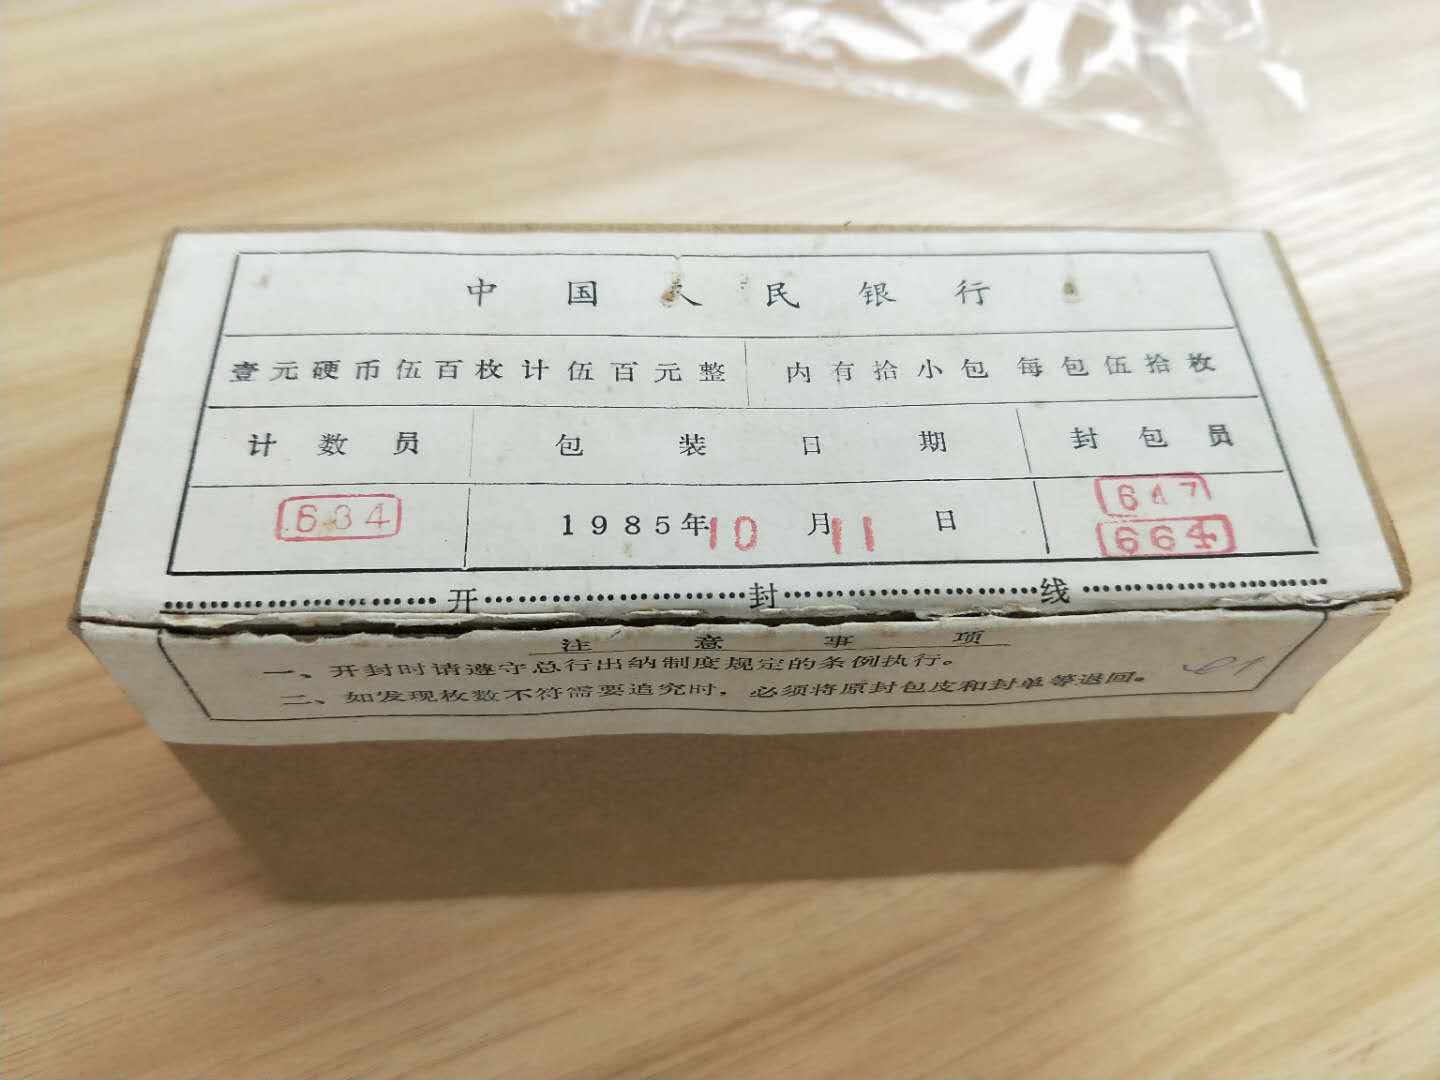 中国人民银行
壹元硬币伍百枚计伍百元整 内有拾小包每包伍拾枚
计数员 包装日期 封包员
634 1985年10月11日 647
664
开封线
注意事项
一、开封时请遵守总行出纳制度规定的条例执行。
二、如发现枚数不符需要追究时，必须将原封包皮和封单等退回。